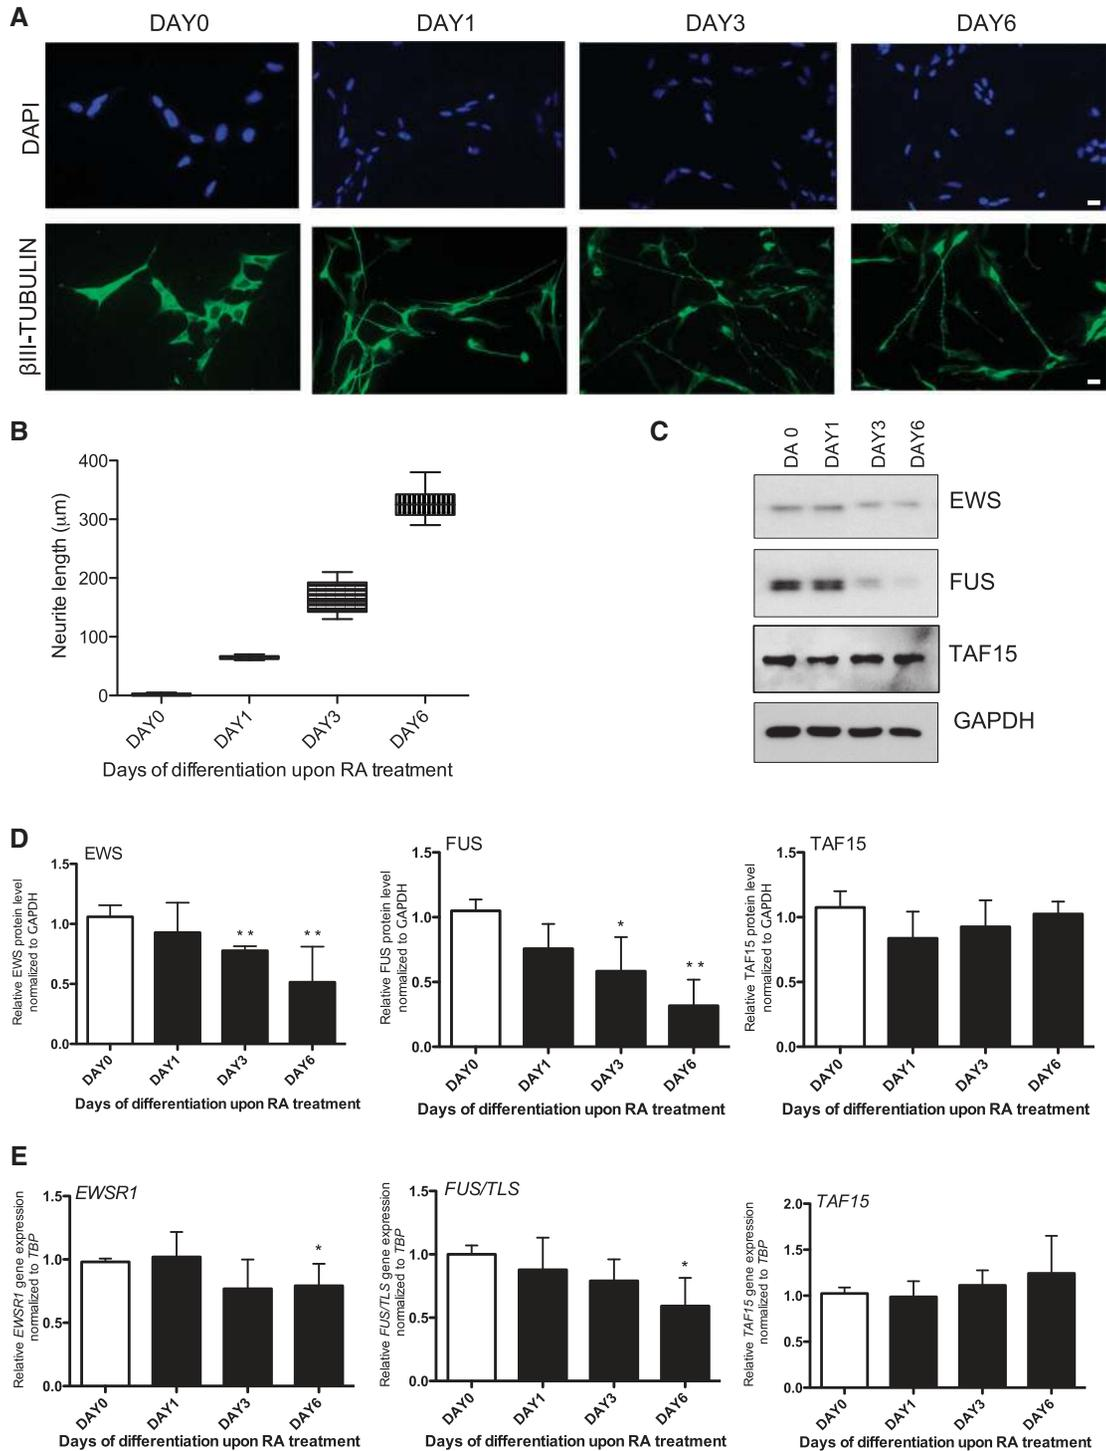 A
DAY0 DAY1 DAY3 DAY6
DAPI
βIII-TUBULIN
B
Neurite length (μm)
400
300
200
100
0
DAY0 DAY1 DAY3 DAY6
Days of differentiation upon RA treatment
C
DA 0 DAY1 DAY3 DAY6
EWS
FUS
TAF15
GAPDH
D
EWS
Relative EWS protein level
normalized to GAPDH
1.5
1.0
0.5
0.0
* *
* *
DAY0 DAY1 DAY3 DAY6
Days of differentiation upon RA treatment
FUS
Relative FUS protein level
normalized to GAPDH
1.5
1.0
0.5
0.0
*
* *
DAY0 DAY1 DAY3 DAY6
Days of differentiation upon RA treatment
TAF15
Relative TAF15 protein level
normalized to GAPDH
1.5
1.0
0.5
0.0
DAY0 DAY1 DAY3 DAY6
Days of differentiation upon RA treatment
E
EWSR1
Relative EWSR1 gene expression
normalized to TBP
1.5
1.0
0.5
0.0
*
DAY0 DAY1 DAY3 DAY6
Days of differentiation upon RA treatment
FUS/TLS
Relative FUS/TLS gene expression
normalized to TBP
1.5
1.0
0.5
0.0
*
DAY0 DAY1 DAY3 DAY6
Days of differentiation upon RA treatment
TAF15
Relative TAF15 gene expression
normalized to TBP
2.0
1.5
1.0
0.5
0.0
DAY0 DAY1 DAY3 DAY6
Days of differentiation upon RA treatment